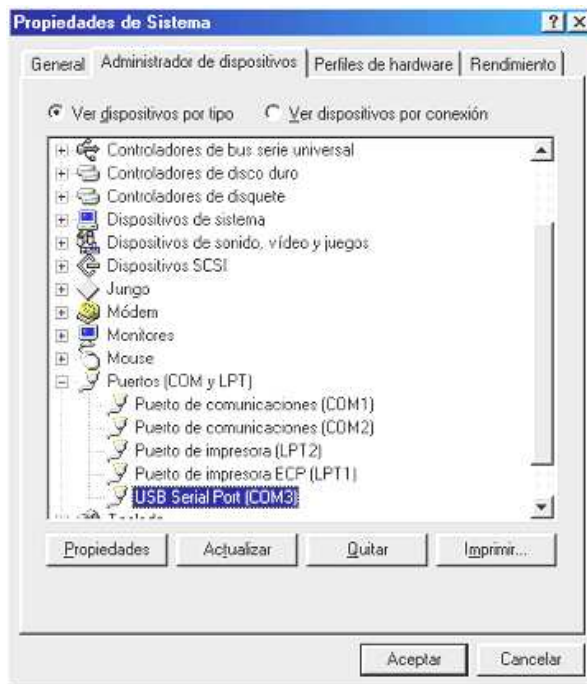 Propiedades de Sistema
General Administrador de dispositivos Perfiles de hardware Rendimiento
Ver dispositivos por tipo Ver dispositivos por conexión
Controladores de bus serie universal
Controladores de disco duro
Controladores de disquete
Dispositivos de sistema
Dispositivos de sonido, vídeo y juegos
Dispositivos SCSI
Jungo
Módem
Monitores
Mouse
Puertos (COM y LPT)
Puerto de comunicaciones (COM1)
Puerto de comunicaciones (COM2)
Puerto de impresora (LPT2)
Puerto de impresora ECP (LPT1)
USB Serial Port (COM3)
Propiedades Actualizar Quitar Imprimir...
Aceptar Cancelar